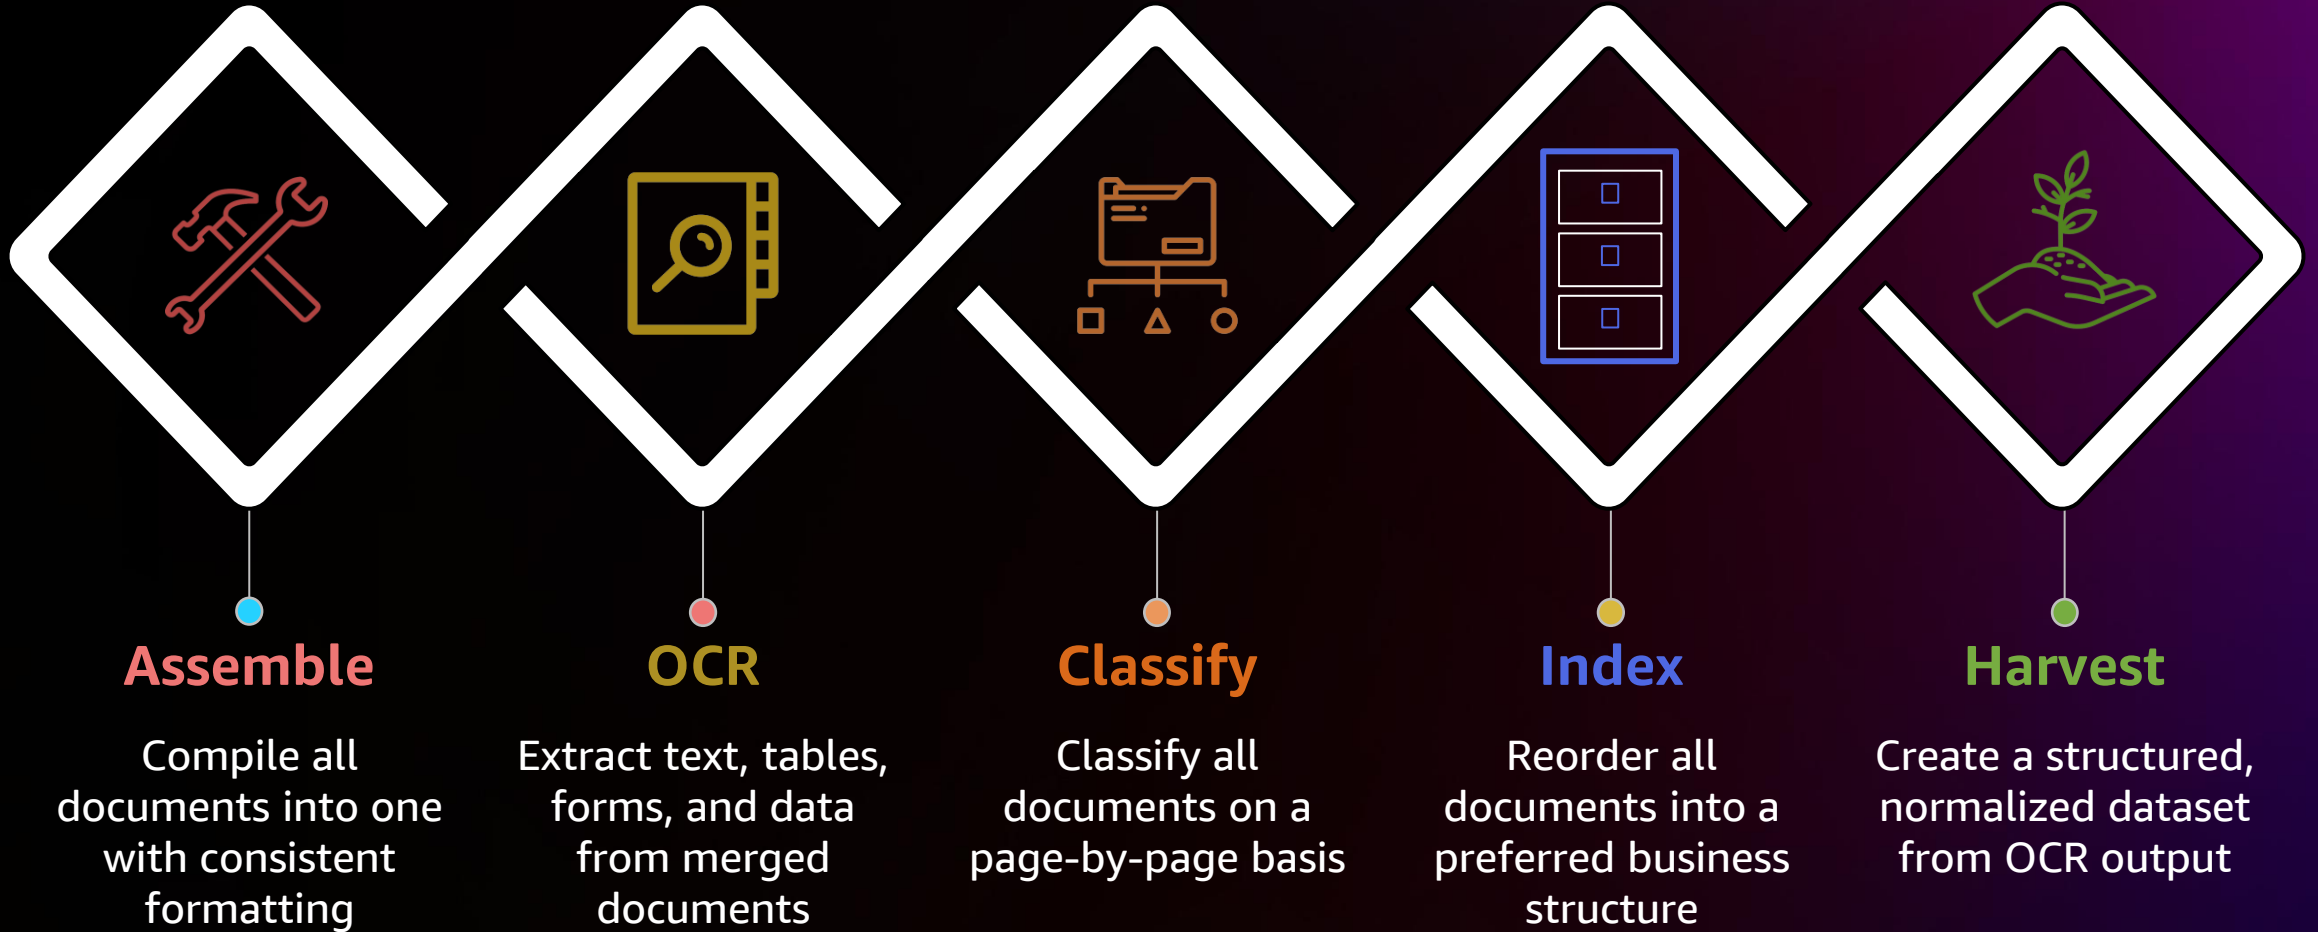 Assemble
Compile all
documents into one
with consistent
formatting
OCR
Extract text, tables,
forms, and data
from merged
documents
Classify
Classify all
documents on a
page-by-page basis
Index
Reorder all
documents into a
preferred business
structure
Harvest
Create a structured,
normalized dataset
from OCR output